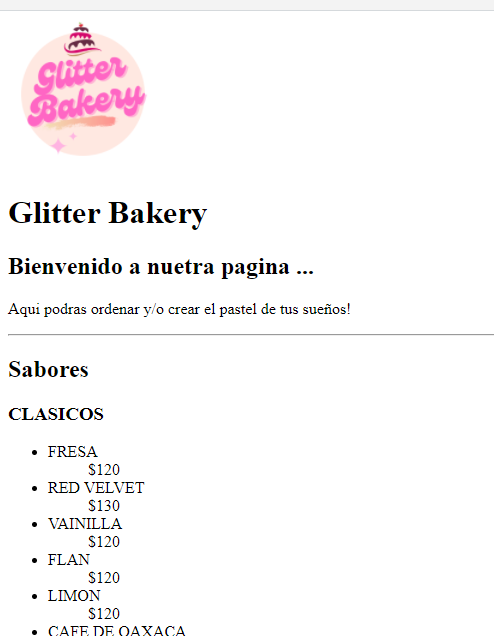 Glitter
Bakery
Glitter Bakery
Bienvenido a nuetra pagina ...
Aqui podras ordenar y/o crear el pastel de tus sueños!
Sabores
CLASICOS
FRESA
$120
RED VELVET
$130
VAINILLA
$120
FLAN
$120
LIMON
$120
CAFE DE OAXACA